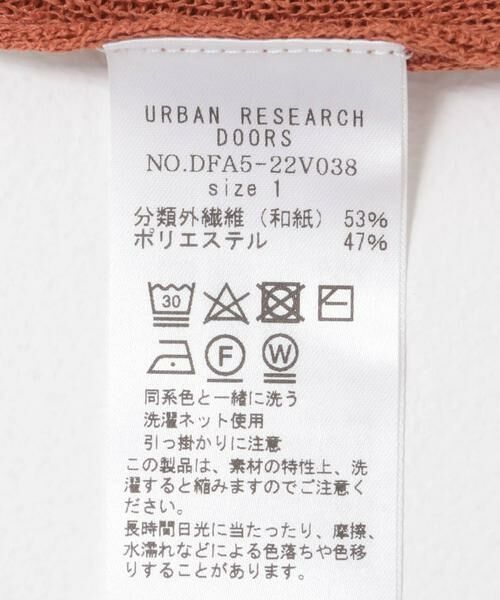 URBAN RESEARCH
DOORS
NO.DFA5-22V038
size 1
分類外繊維（和紙） 53%
ポリエステル 47%
30
F W
同系色と一緒に洗う
洗濯ネット使用
引っ掛かりに注意
この製品は、素材の特性上、洗
濯すると縮みますのでご注意く
ださい。
長時間日光に当たったり、摩擦、
水濡れなどによる色落ちや色移
りすることがあります。